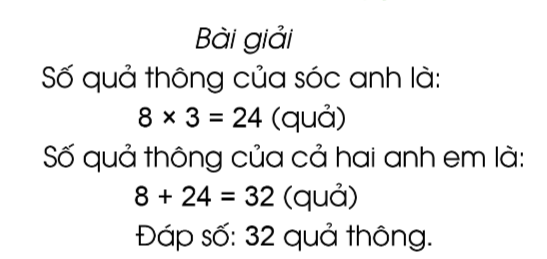 Bài giải
Số quả thông của sóc anh là:
8 × 3 = 24 (quả)
Số quả thông của cả hai anh em là:
8 + 24 = 32 (quả)
Đáp số: 32 quả thông.